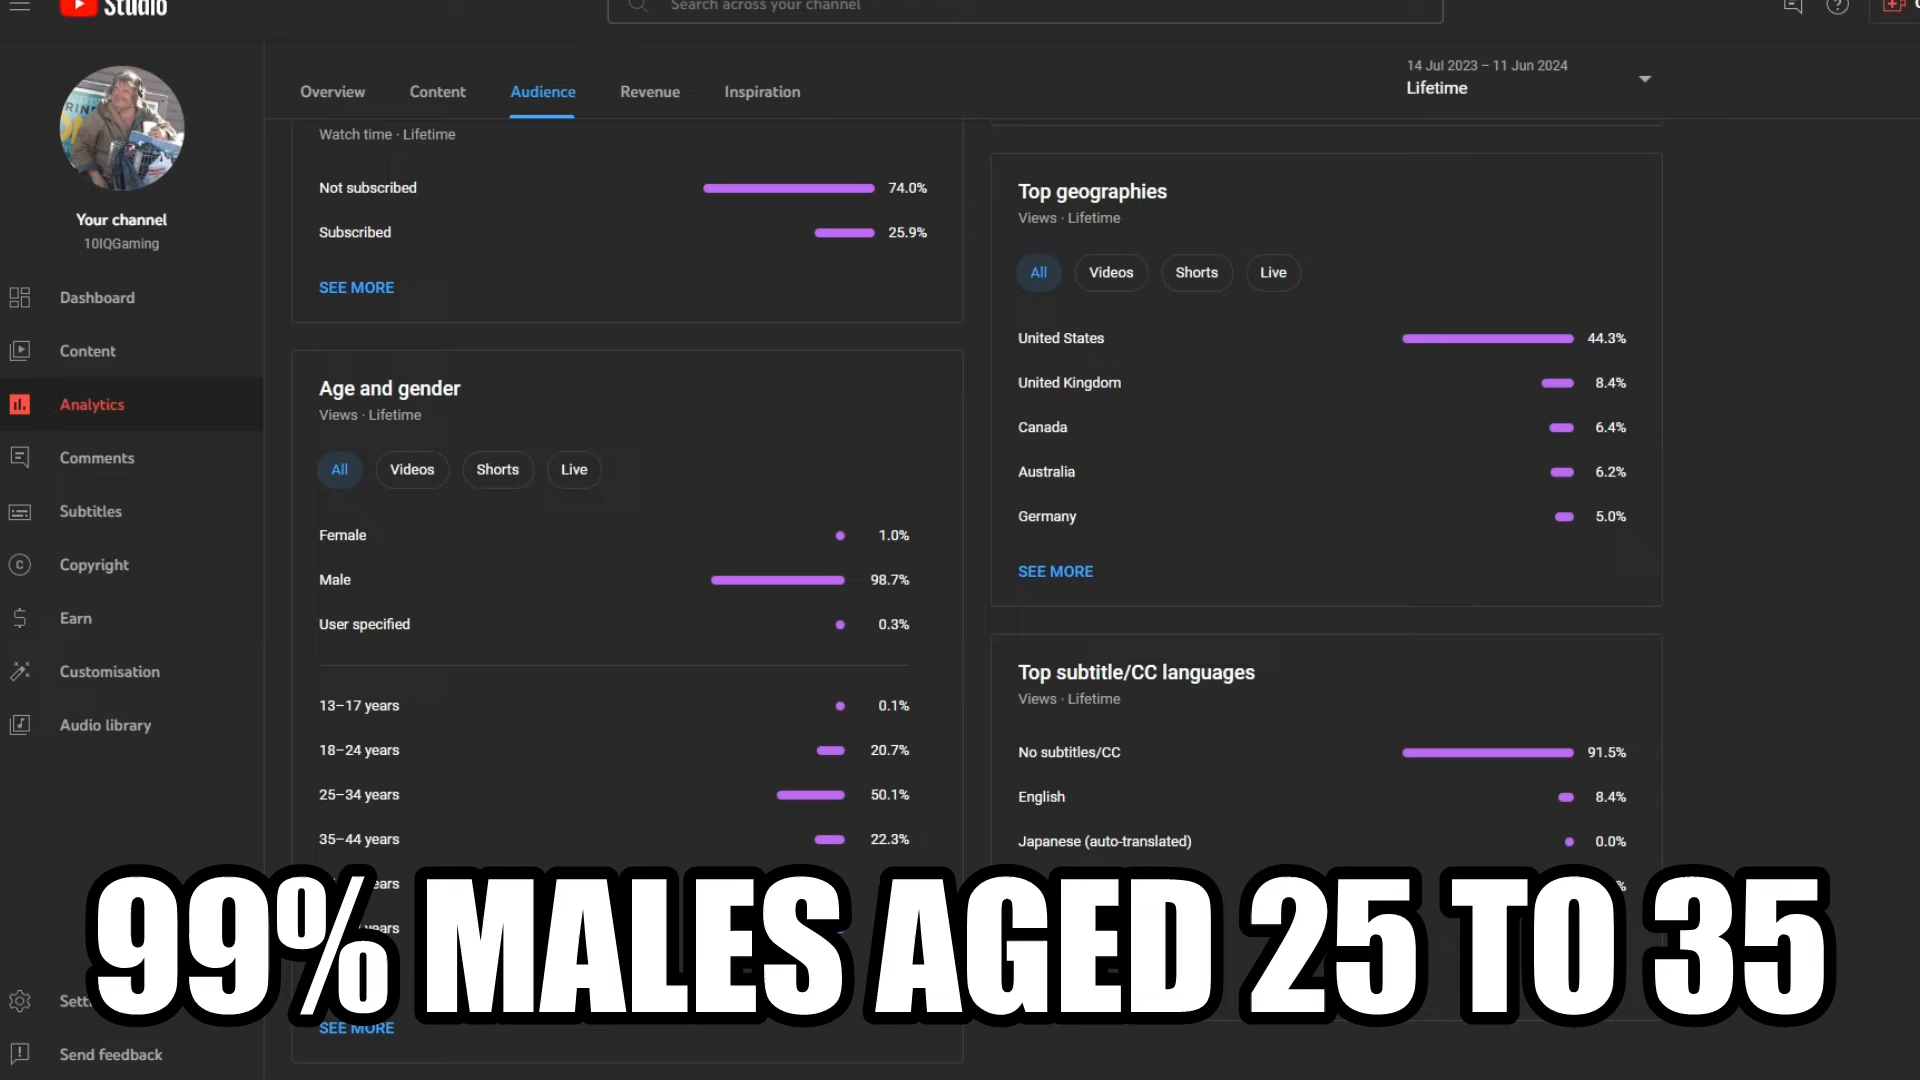 Studio
Search across your channel
Your channel
10IQGaming
Dashboard
Content
Analytics
Comments
Subtitles
Copyright
Earn
Customisation
Audio library
Send feedback
Overview Content Audience Revenue Inspiration
14 Jul 2023 – 11 Jun 2024
Lifetime
Watch time · Lifetime
Not subscribed 74.0%
Subscribed 25.9%
SEE MORE
Age and gender
Views · Lifetime
All Videos Shorts Live
Female 1.0%
Male 98.7%
User specified 0.3%
13–17 years 0.1%
18–24 years 20.7%
25–34 years 50.1%
35–44 years 22.3%
years
years
SEE MORE
Top geographies
Views · Lifetime
All Videos Shorts Live
United States 44.3%
United Kingdom 8.4%
Canada 6.4%
Australia 6.2%
Germany 5.0%
SEE MORE
Top subtitle/CC languages
Views · Lifetime
No subtitles/CC 91.5%
English 8.4%
Japanese (auto-translated) 0.0%
99% MALES AGED 25 TO 35